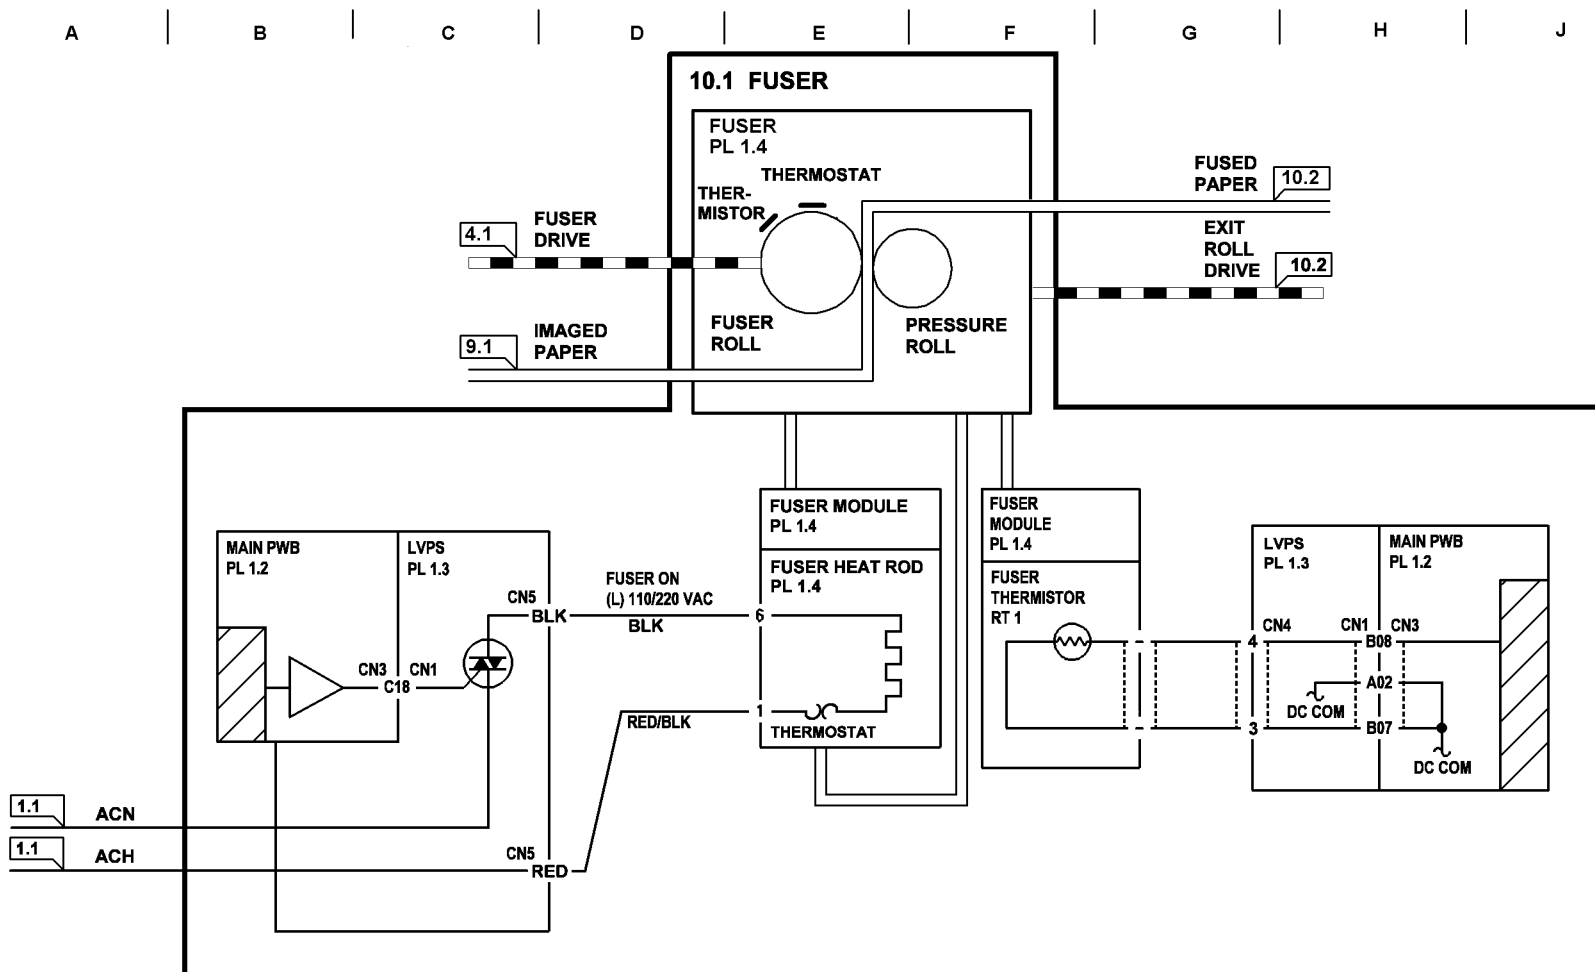 A B C D E F G H J
10.1 FUSER
FUSER
PL 1.4
THERMOSTAT
THER-
MISTOR
FUSED
PAPER
10.2
4.1
FUSER
DRIVE
EXIT
ROLL
DRIVE
10.2
FUSER
ROLL
PRESSURE
ROLL
9.1
IMAGED
PAPER
MAIN PWB
PL 1.2
LVPS
PL 1.3
CN5
BLK
FUSER ON
(L) 110/220 VAC
BLK
CN3
CN1
C18
RED/BLK
FUSER MODULE
PL 1.4
FUSER HEAT ROD
PL 1.4
6
1
THERMOSTAT
FUSER
MODULE
PL 1.4
FUSER
THERMISTOR
RT 1
LVPS
PL 1.3
MAIN PWB
PL 1.2
CN4
CN1
CN3
4
B08
A02
DC COM
3
B07
DC COM
1.1
ACN
1.1
ACH
CN5
RED